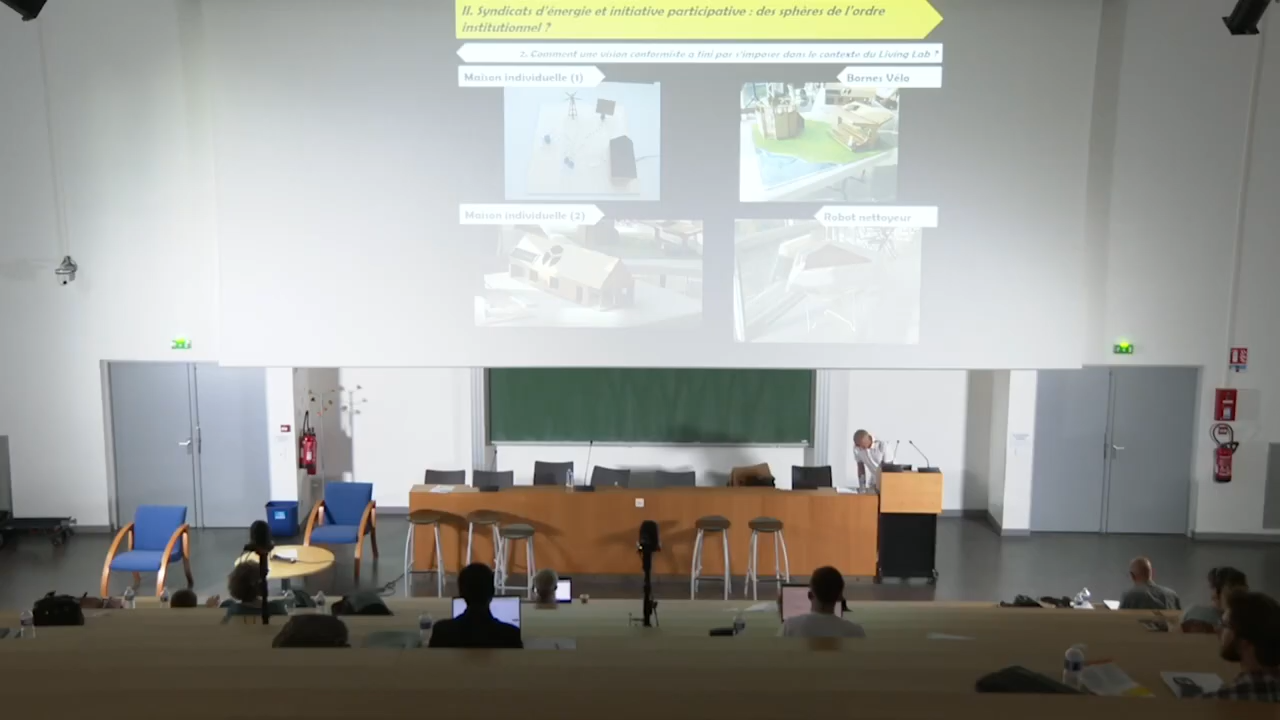 II. Syndicats d'énergie et initiative participative : des sphères de l'ordre
institutionnel ?
2. Comment une vision conformiste a fini par s'imposer dans le contexte du Living Lab ?
Maison individuelle (1)
Bornes Vélo
Maison individuelle (2)
Robot nettoyeur